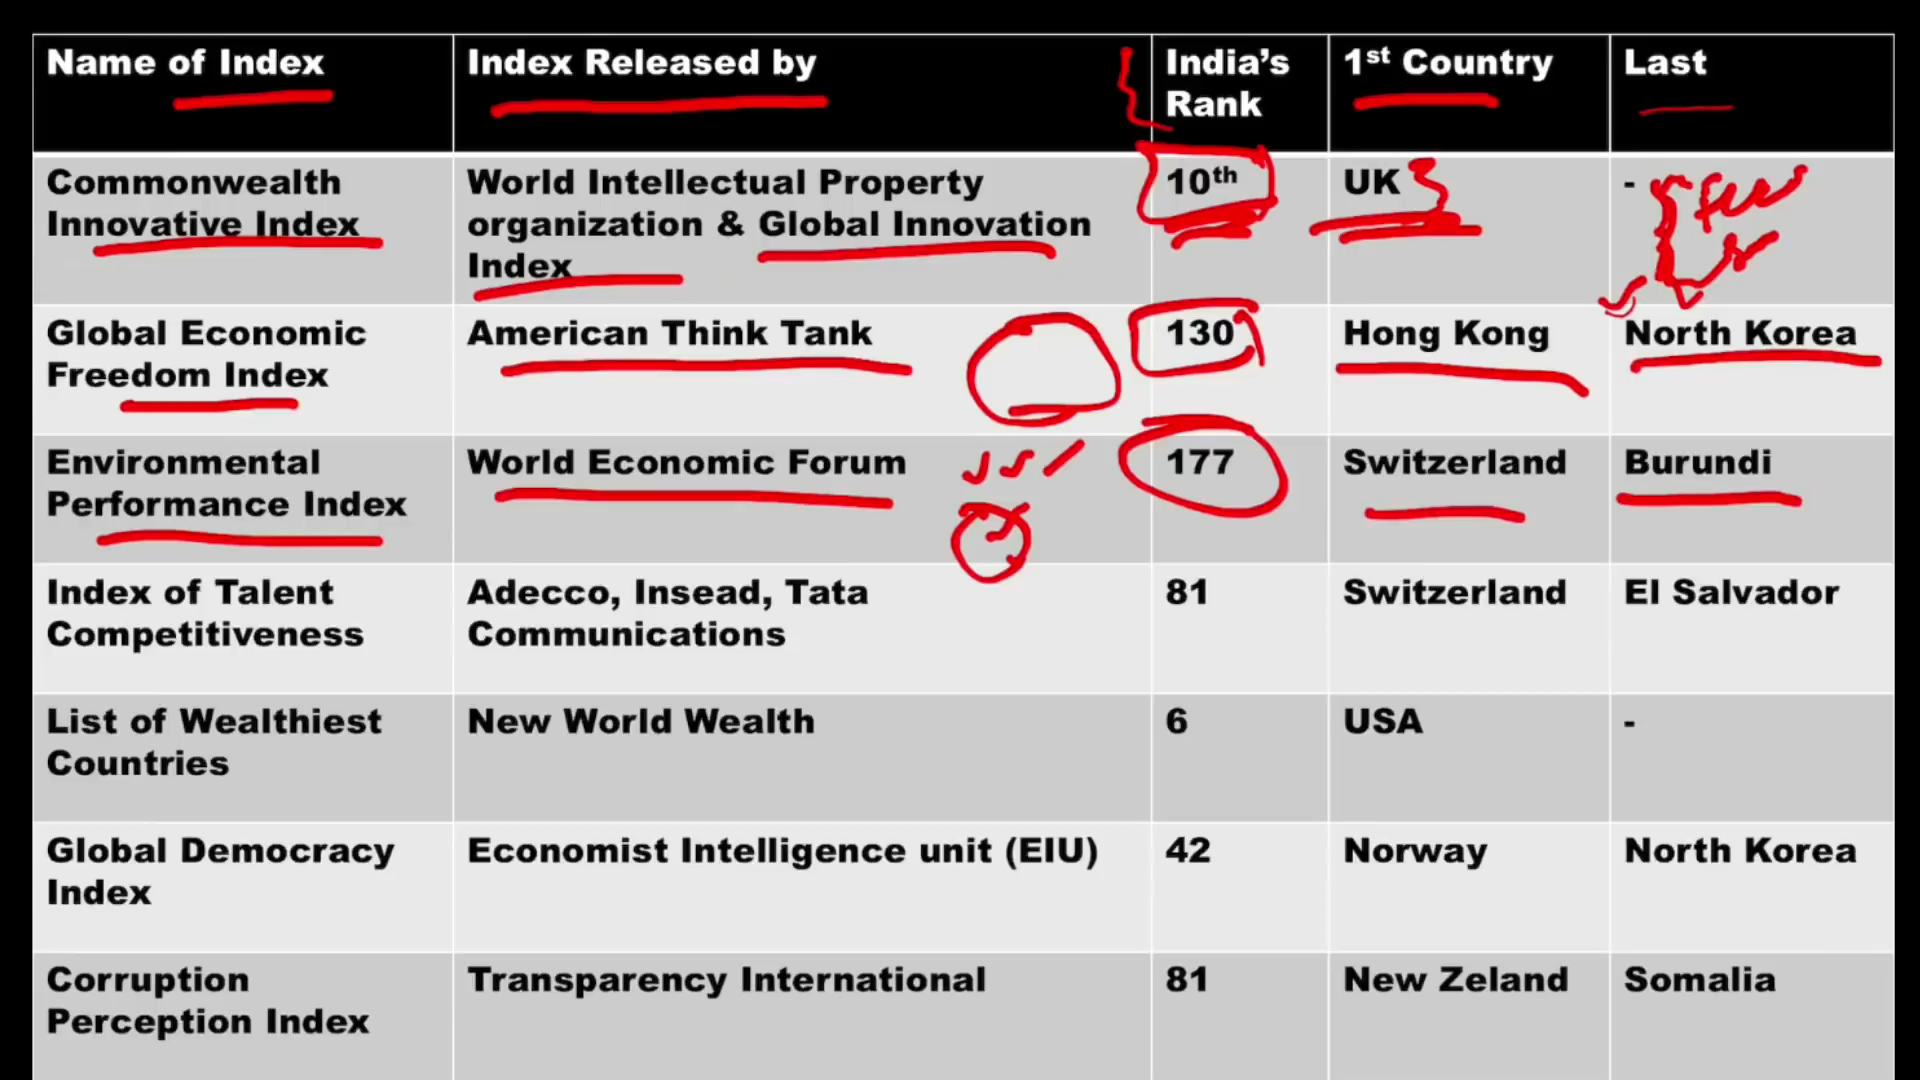 Name of Index
Index Released by
India's
Rank
1st Country
Last
Commonwealth
Innovative Index
World Intellectual Property
organization & Global Innovation
Index
10th
UK
-
Global Economic
Freedom Index
American Think Tank
130
Hong Kong
North Korea
Environmental
Performance Index
World Economic Forum
177
Switzerland
Burundi
Index of Talent
Competitiveness
Adecco, Insead, Tata
Communications
81
Switzerland
El Salvador
List of Wealthiest
Countries
New World Wealth
6
USA
-
Global Democracy
Index
Economist Intelligence unit (EIU)
42
Norway
North Korea
Corruption
Perception Index
Transparency International
81
New Zeland
Somalia